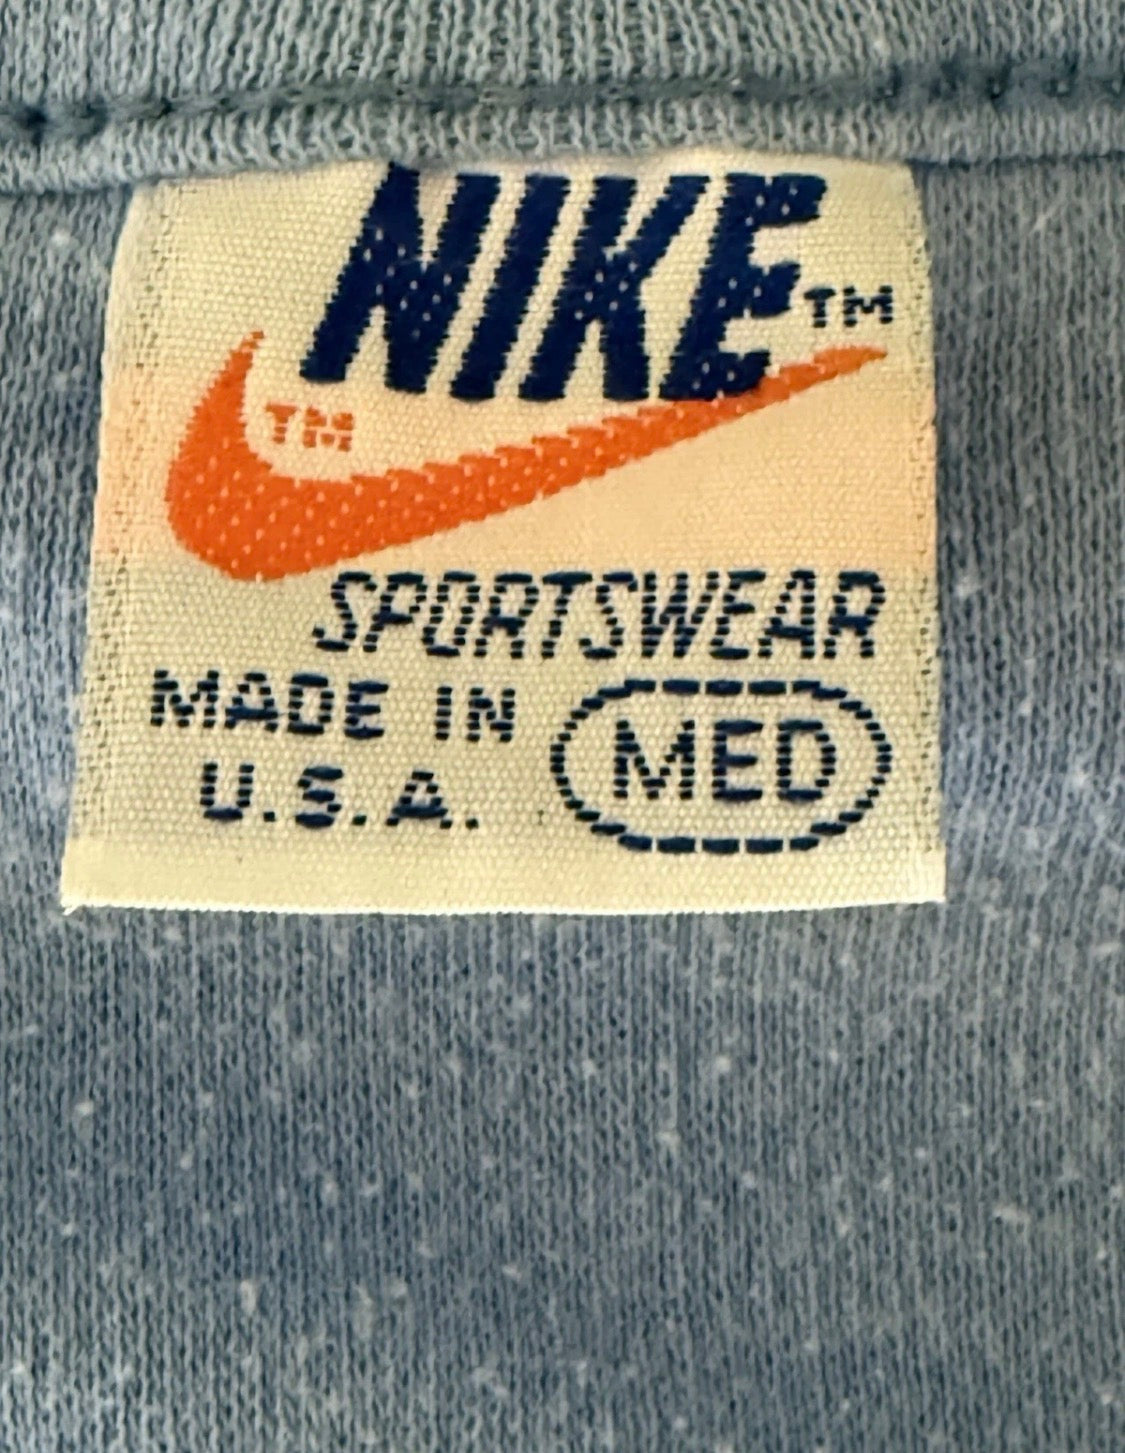 NIKE™
™
SPORTSWEAR
MADE IN
U.S.A.
MED